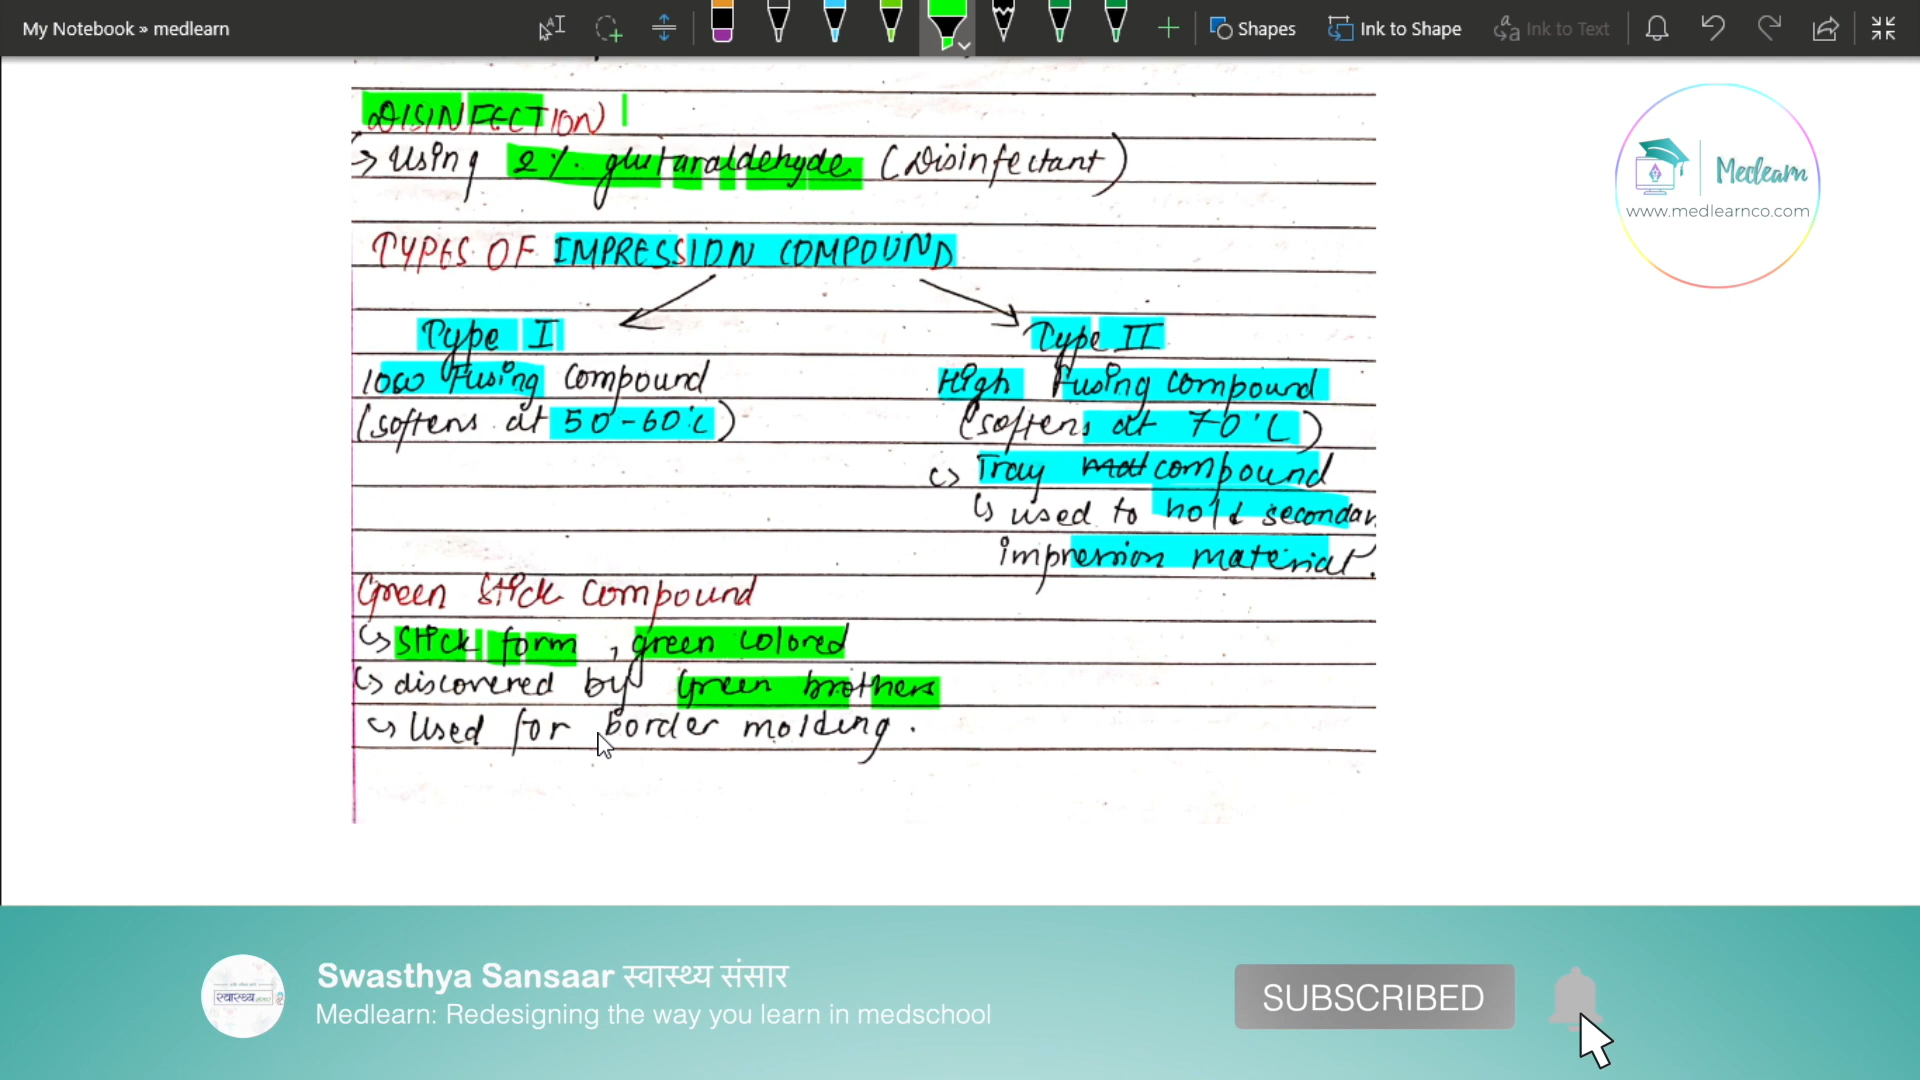 My Notebook » medlearn
Shapes
Ink to Shape
Ink to Text
DISINFECTION
→ Using 2%. glutaraldehyde (Disinfectant)
TYPES OF IMPRESSION COMPOUND
Type I
Type II
low Fusing compound
High Fusing compound
(softens at 50-60°C)
(softens at 70°C)
↳ Tray compound
↳ used to hold secondar
impression material.
Green Stick Compound
↳ Stick form, green colored
↳ discovered by Green brothers
↳ Used for border molding.
Medlearn
www.medlearnco.com
Swasthya Sansaar स्वास्थ्य संसार
Medlearn: Redesigning the way you learn in medschool
स्वास्थ्य
SUBSCRIBED